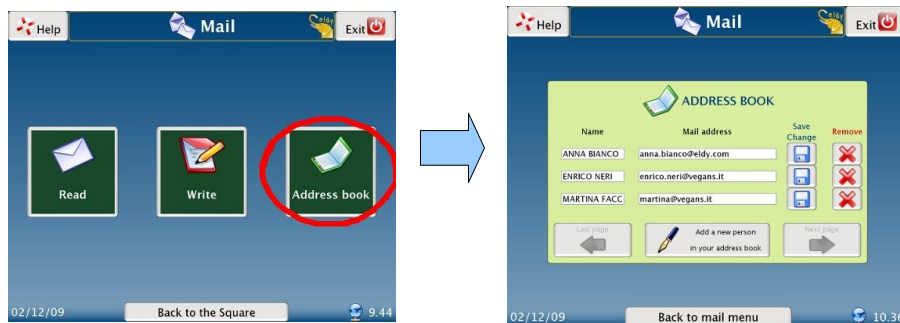 Help
Mail
eldy
Exit
Read
Write
Address book
02/12/09
Back to the Square
9.44
Help
Mail
eldy
Exit
ADDRESS BOOK
Name
Mail address
Save
Change
Remove
ANNA BIANCO
anna.bianco@eldy.com
ENRICO NERI
enrico.neri@vegans.it
MARTINA FACC
martina@vegans.it
Last page
Add a new person
in your address book
Next page
02/12/09
Back to mail menu
10.36